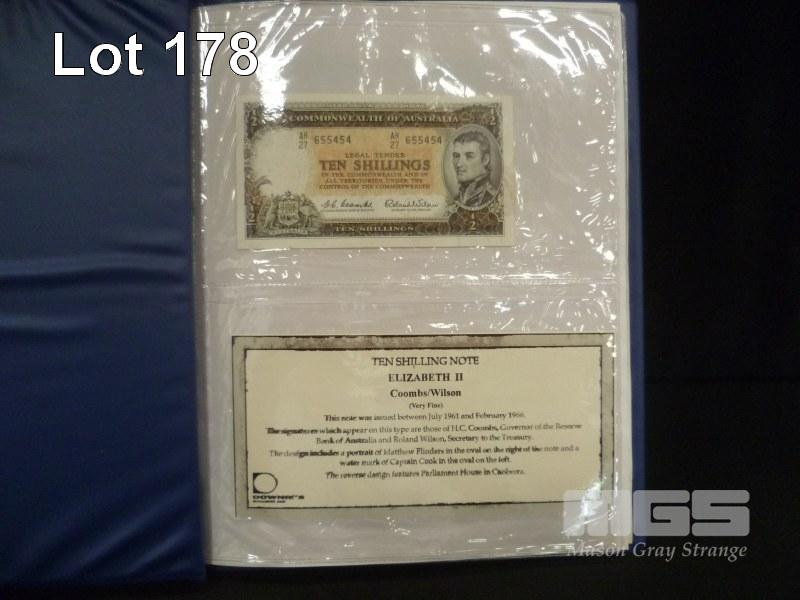 Lot 178
COMMONWEALTH OF AUSTRALIA
AH 27 655454 AH 27 655454
LEGAL TENDER
TEN SHILLINGS
IN THE COMMONWEALTH AND IN
ALL TERRITORIES UNDER THE
CONTROL OF THE COMMONWEALTH
AUSTRALIA
TEN SHILLINGS
TEN SHILLING NOTE
ELIZABETH II
Coombs/Wilson
(Very Fine)
This note was issued between July 1961 and February 1966.
The signatures which appear on this type are those of H.C. Coombs, Governor of the Reserve
Bank of Australia and Roland Wilson, Secretary to the Treasury.
The design includes a portrait of Matthew Flinders in the oval on the right of the note and a
water mark of Captain Cook in the oval on the left.
The reverse design features Parliament House in Canberra.
DOWNIE'S
MGS
Mason Gray Strange